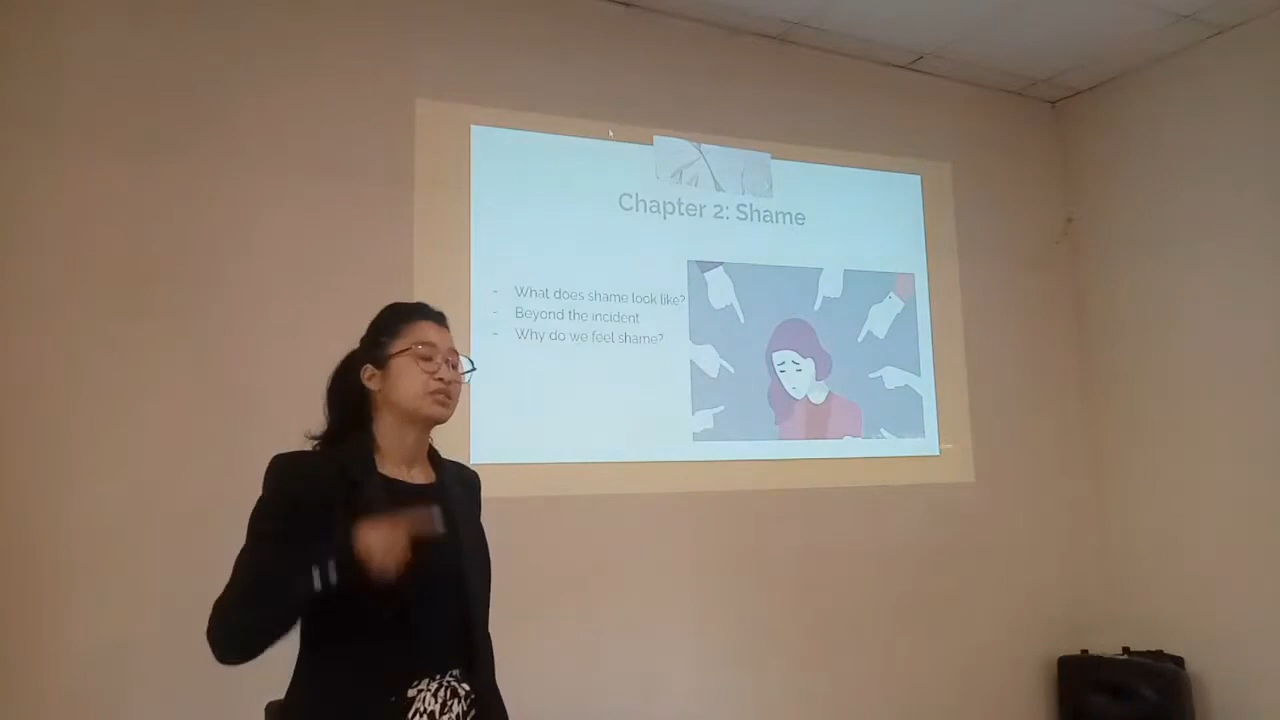 Chapter 2: Shame
- What does shame look like?
- Beyond the incident
- Why do we feel shame?